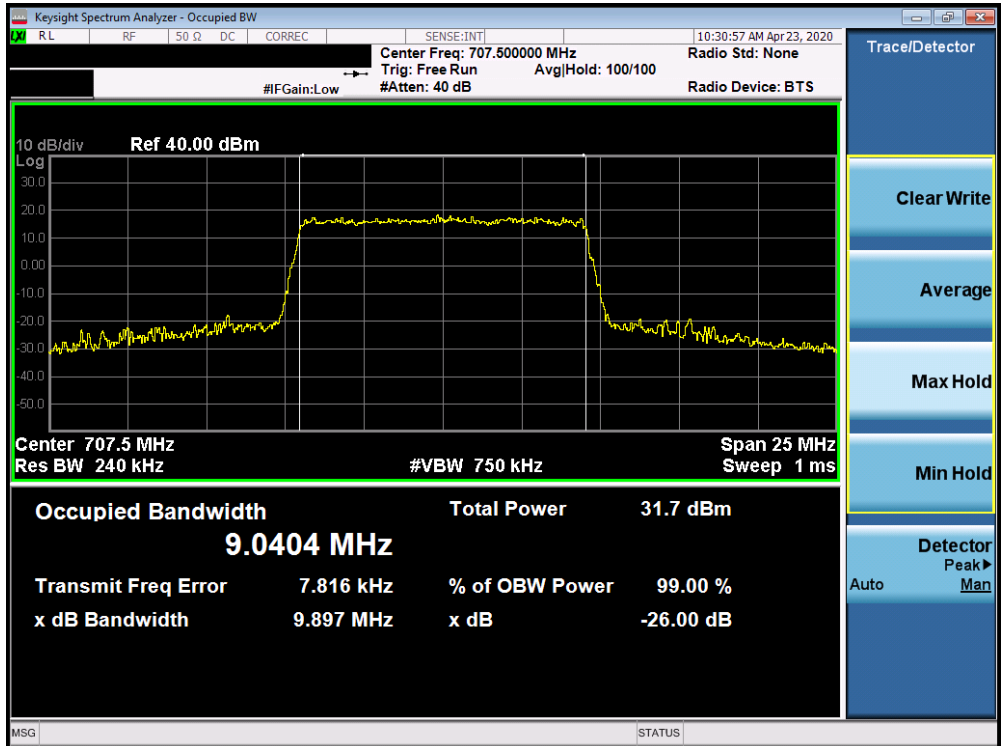 Keysight Spectrum Analyzer - Occupied BW
LXI RL RF 50 Ω DC CORREC SENSE:INT 10:30:57 AM Apr 23, 2020
Center Freq: 707.500000 MHz Radio Std: None
Trig: Free Run Avg|Hold: 100/100
#IFGain:Low #Atten: 40 dB Radio Device: BTS
10 dB/div Ref 40.00 dBm
Log
30.0
20.0
10.0
0.00
-10.0
-20.0
-30.0
-40.0
-50.0
Center 707.5 MHz Span 25 MHz
Res BW 240 kHz #VBW 750 kHz Sweep 1 ms
Occupied Bandwidth Total Power 31.7 dBm
9.0404 MHz
Transmit Freq Error 7.816 kHz % of OBW Power 99.00 %
x dB Bandwidth 9.897 MHz x dB -26.00 dB
Trace/Detector
Clear Write
Average
Max Hold
Min Hold
Detector
Peak▶
Auto Man
MSG STATUS